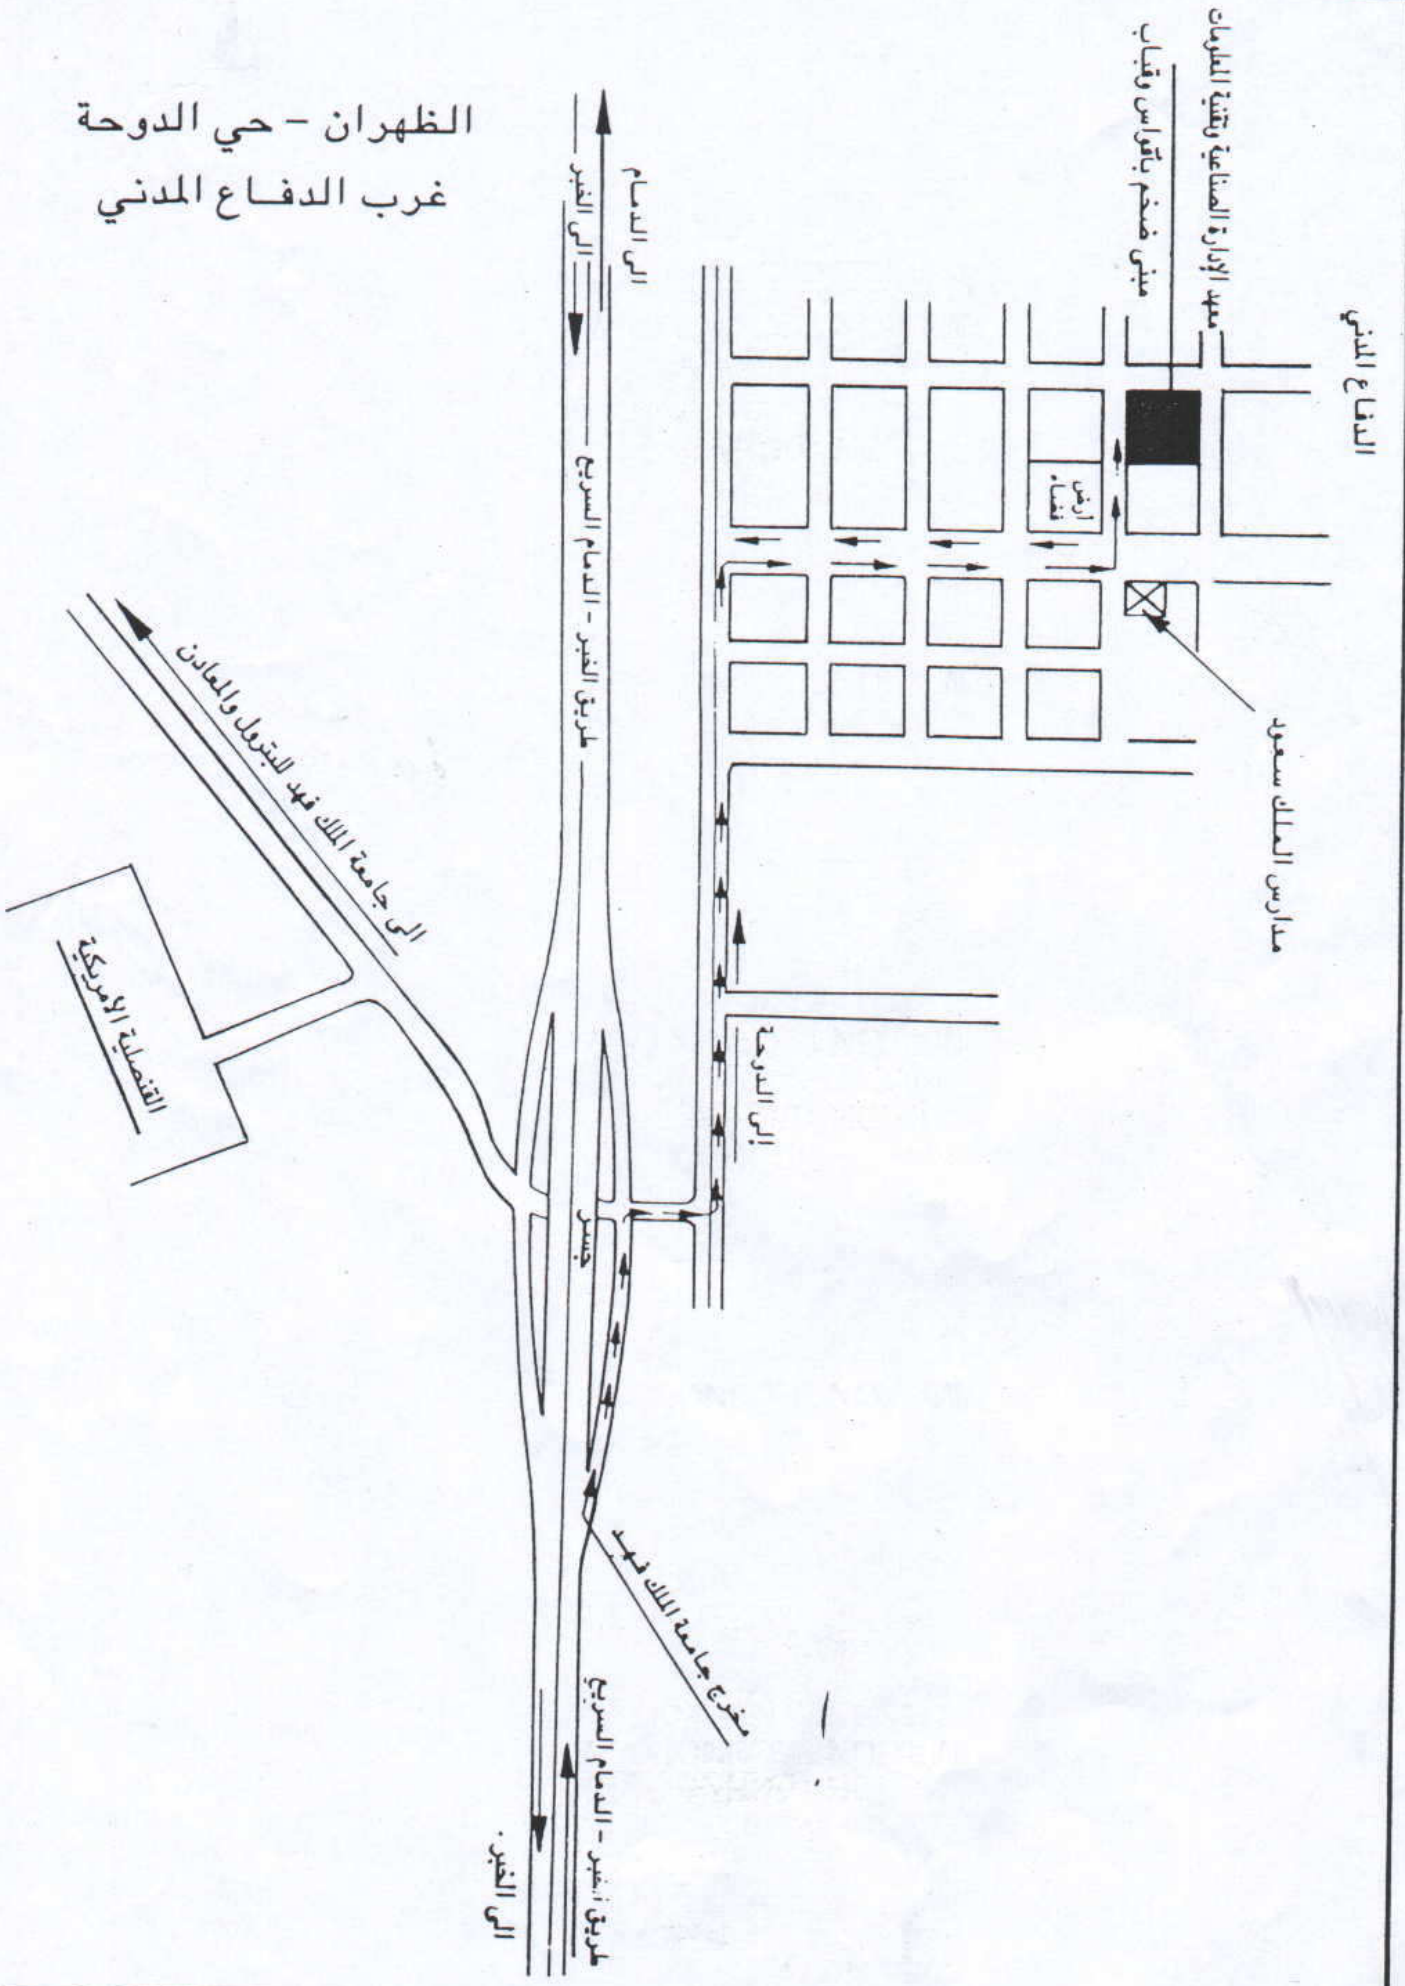 الظهران - حي الدوحة
غرب الدفاع المدني
الدفاع المدني
معهد الإدارة الصناعية وتقنية المعلومات
مبنى ضخم بأقواس وقباب
أرض
فضاء
مدارس الملك سعود
الى الدمام
الى الخبر
طريق الخبر - الدمام السريع
الى جامعة الملك فهد للبترول والمعادن
القنصلية الامريكية
إلى الدوحة
جسر
مخرج جامعة الملك فهد
طريق الخبر - الدمام السريع
الى الخبر